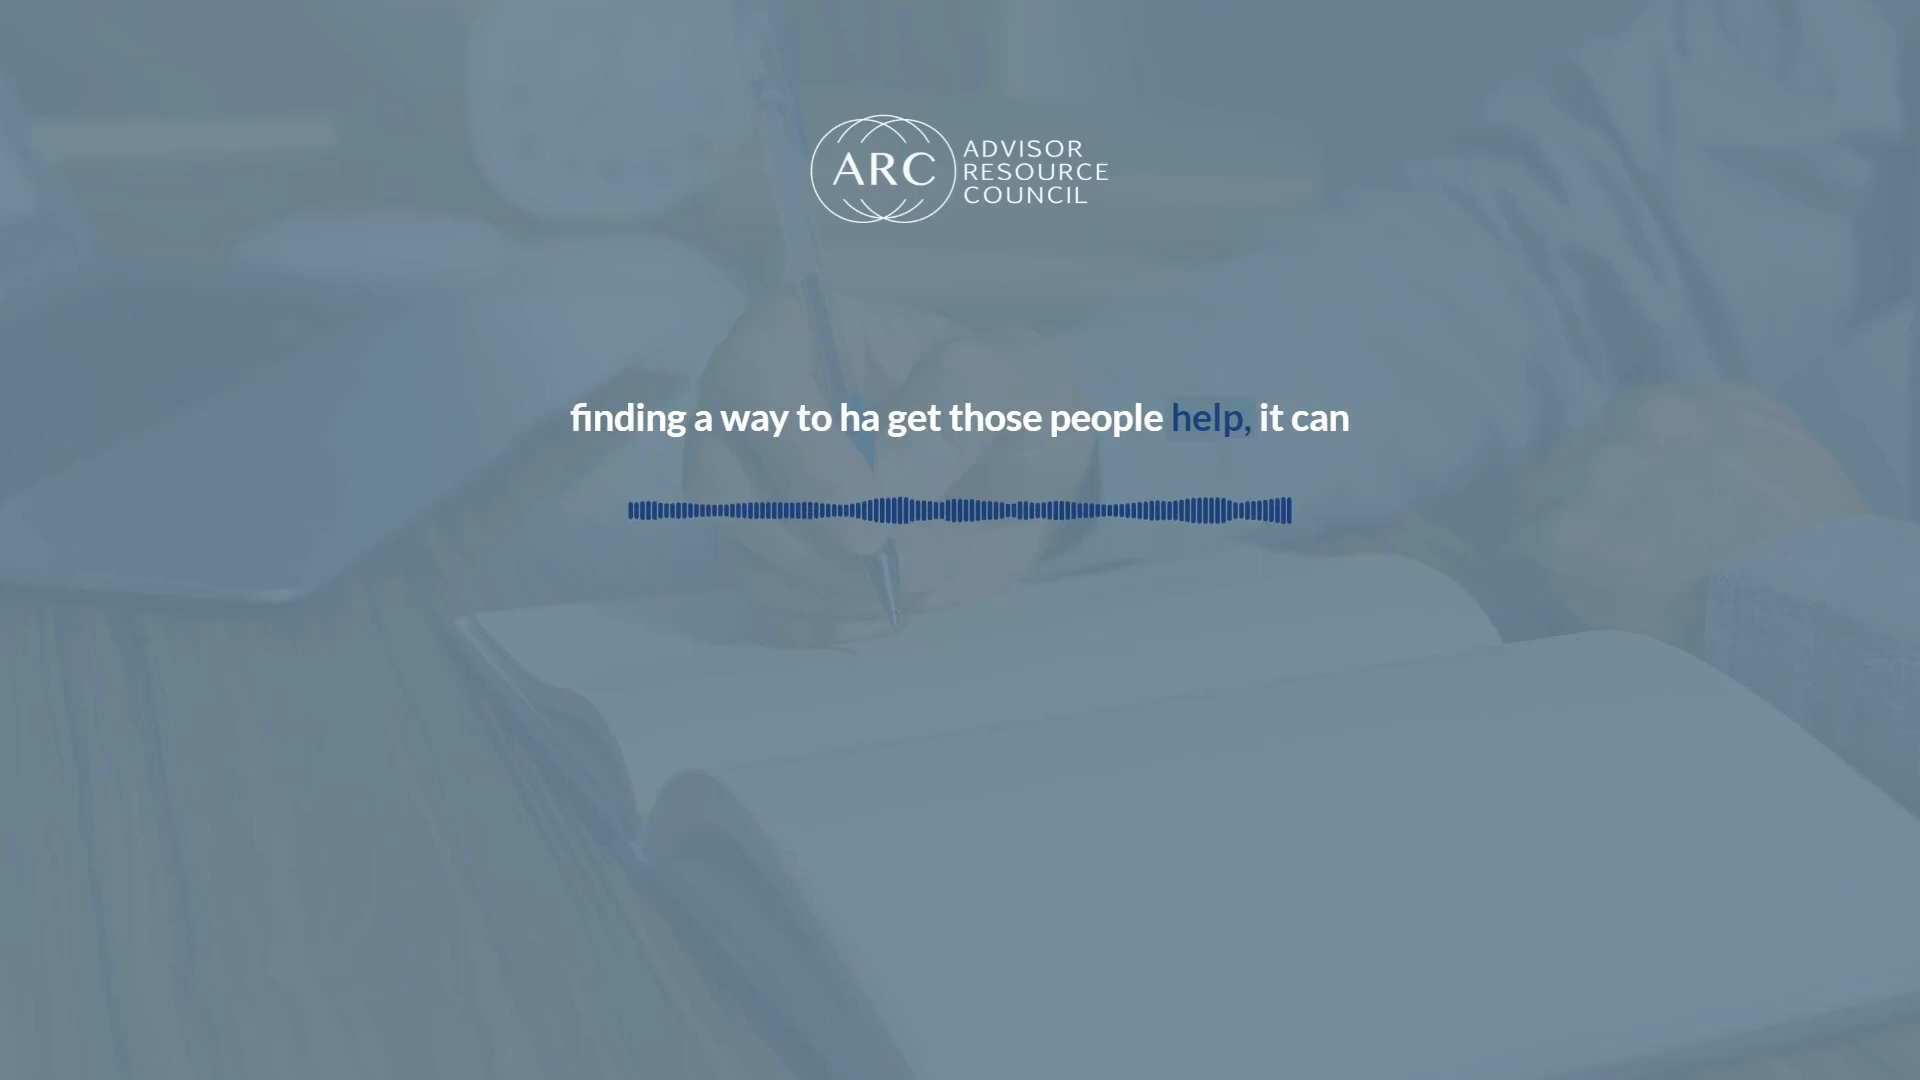 ARC
ADVISOR
RESOURCE
COUNCIL
finding a way to ha get those people help, it can